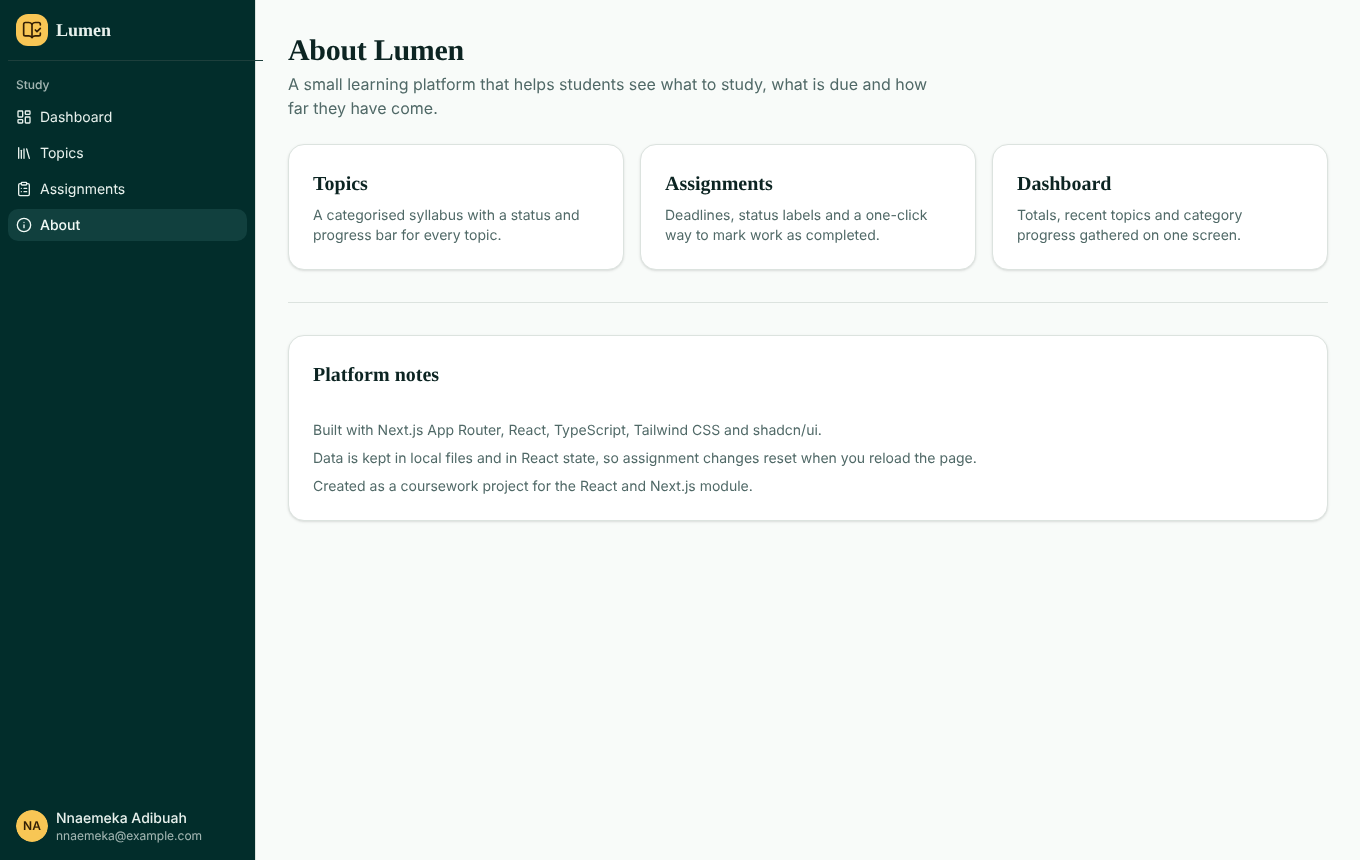 Lumen
Study
Dashboard
Topics
Assignments
About
NA
Nnaemeka Adibuah
nnaemeka@example.com
About Lumen
A small learning platform that helps students see what to study, what is due and how
far they have come.
Topics
A categorised syllabus with a status and
progress bar for every topic.
Assignments
Deadlines, status labels and a one-click
way to mark work as completed.
Dashboard
Totals, recent topics and category
progress gathered on one screen.
Platform notes
Built with Next.js App Router, React, TypeScript, Tailwind CSS and shadcn/ui.
Data is kept in local files and in React state, so assignment changes reset when you reload the page.
Created as a coursework project for the React and Next.js module.